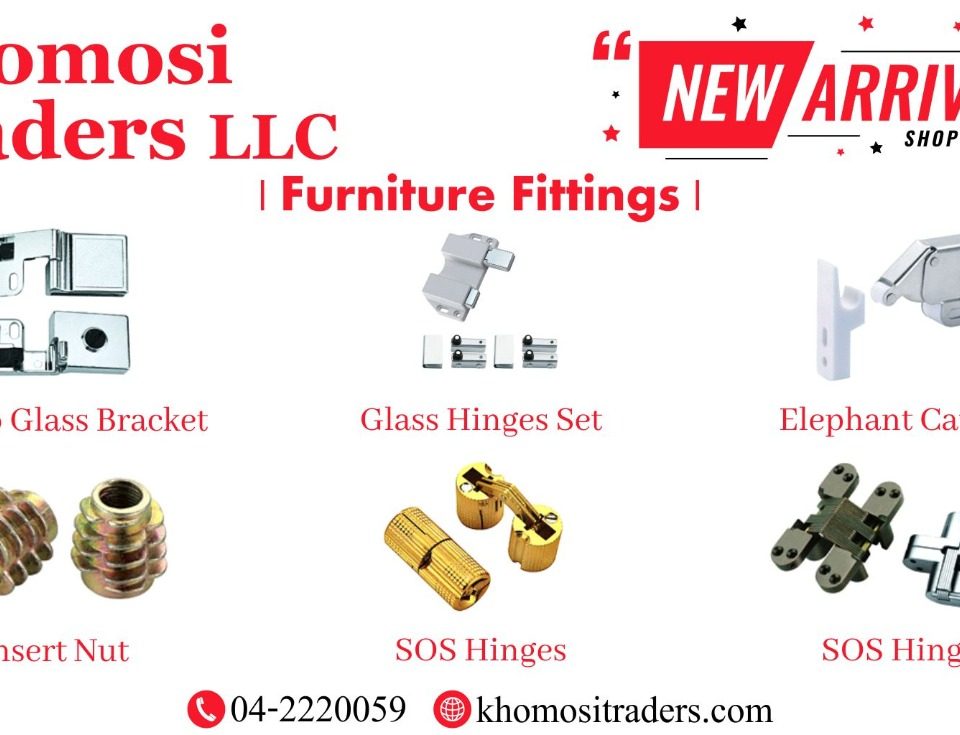 omosi
aders LLC
“NEW ARRIV
SHOP
| Furniture Fittings |
Glass Bracket
Glass Hinges Set
Elephant Ca
nsert Nut
SOS Hinges
SOS Hing
04-2220059
khomositraders.com